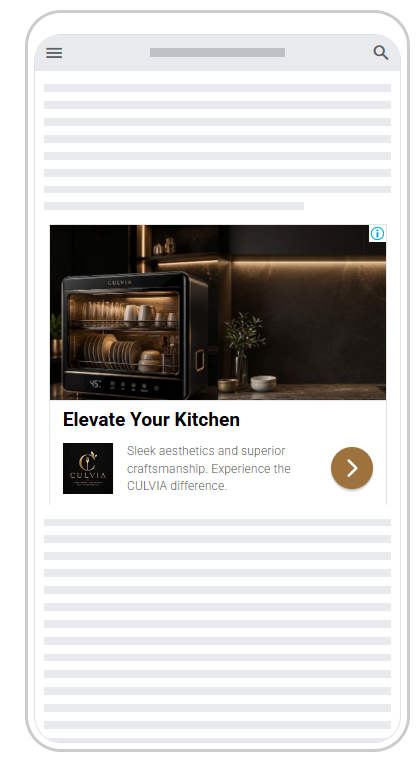 CULVIA
45°
Elevate Your Kitchen
CULVIA
Sleek aesthetics and superior
craftsmanship. Experience the
CULVIA difference.